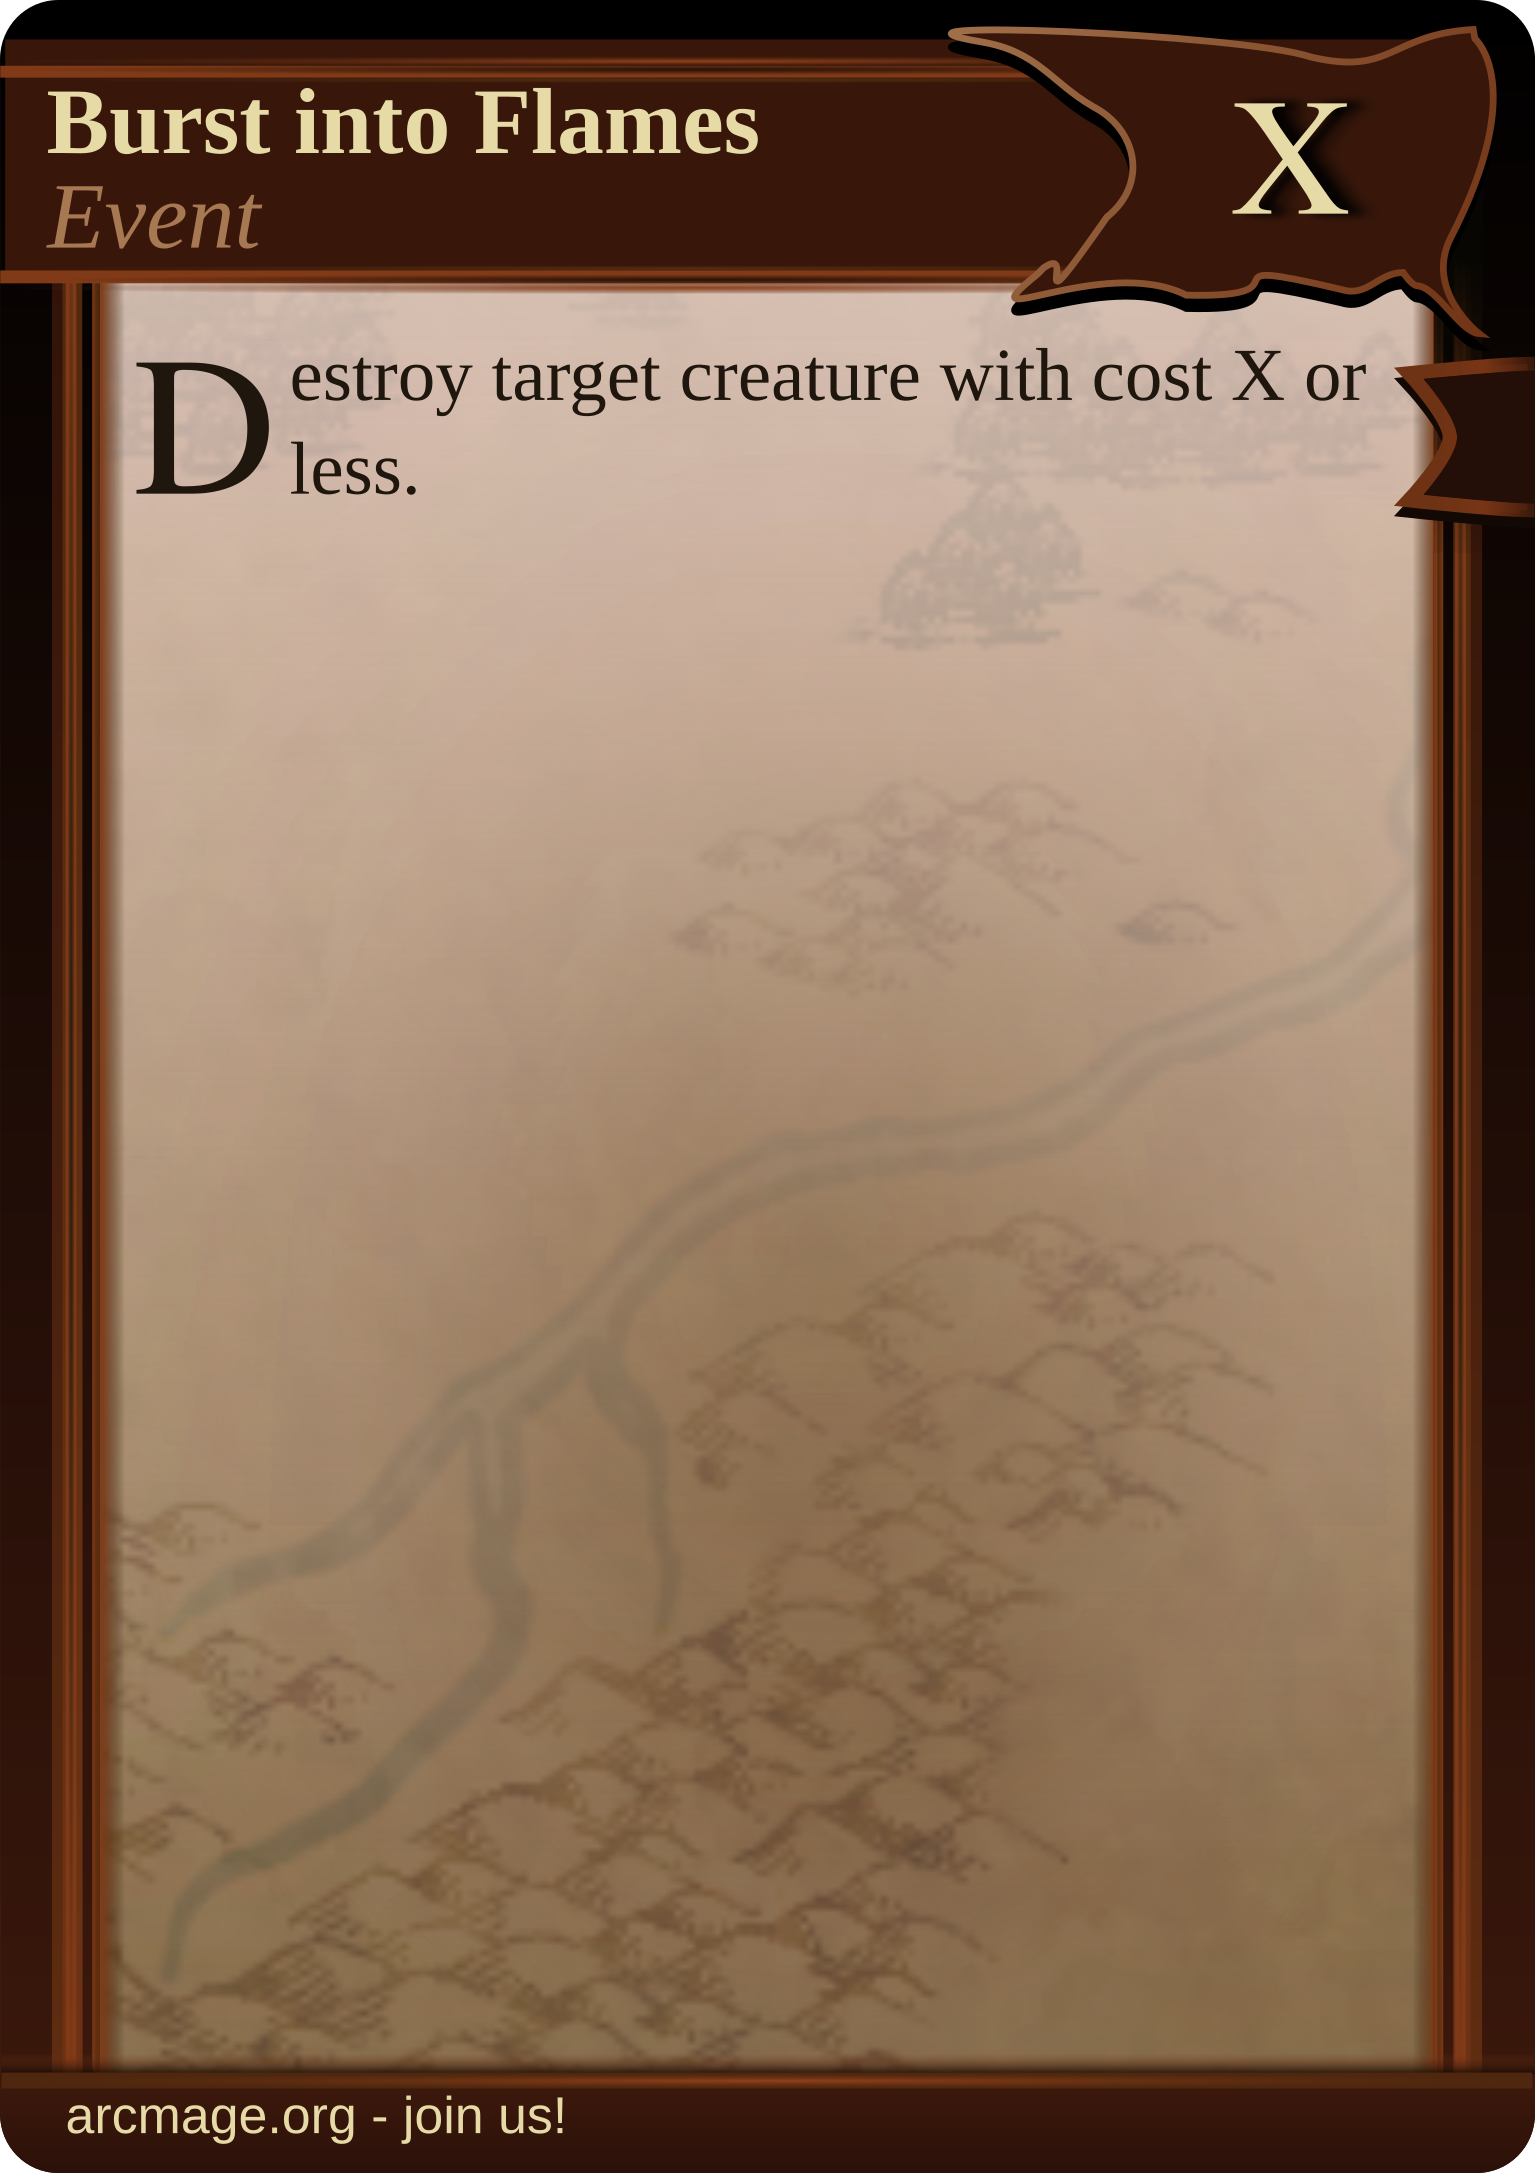 Burst into Flames
X
Event
Destroy target creature with cost X or
less.
arcmage.org - join us!